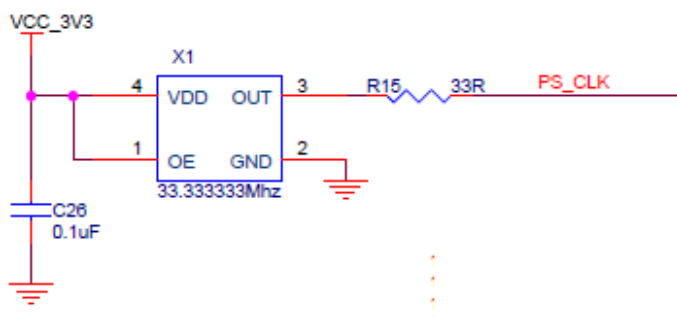 VCC_3V3
X1
4 VDD OUT 3 R15 33R PS_CLK
1 OE GND 2
33.333333Mhz
C26
0.1uF